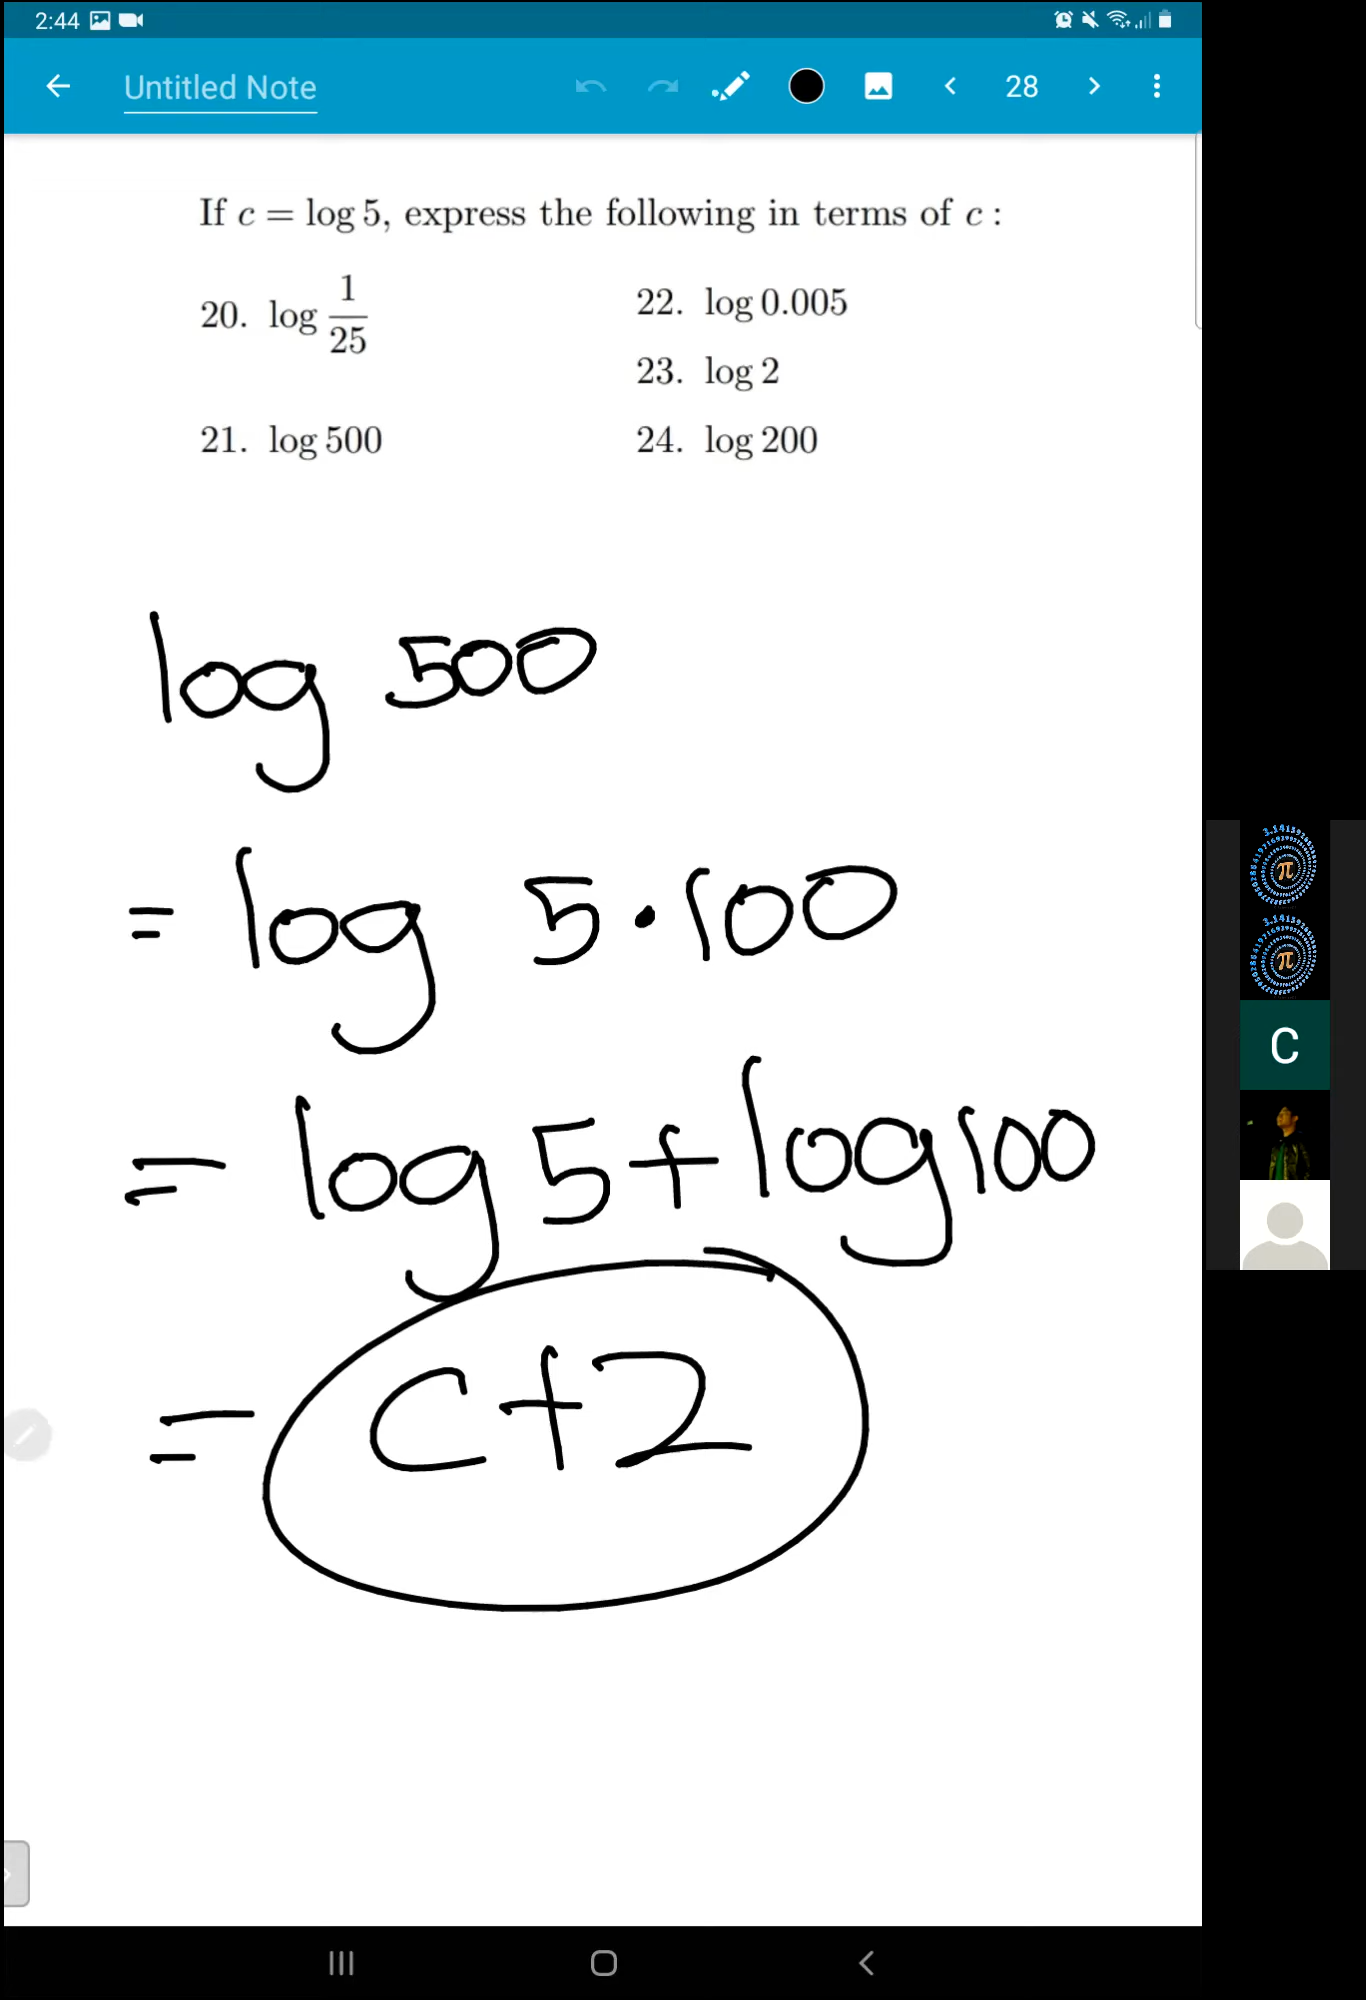 2:44
Untitled Note
28
If c = log 5, express the following in terms of c :
20. log 1/25
22. log 0.005
23. log 2
21. log 500
24. log 200
log 500
= log 5·100
= log 5+log 100
= c+2
C
π
π